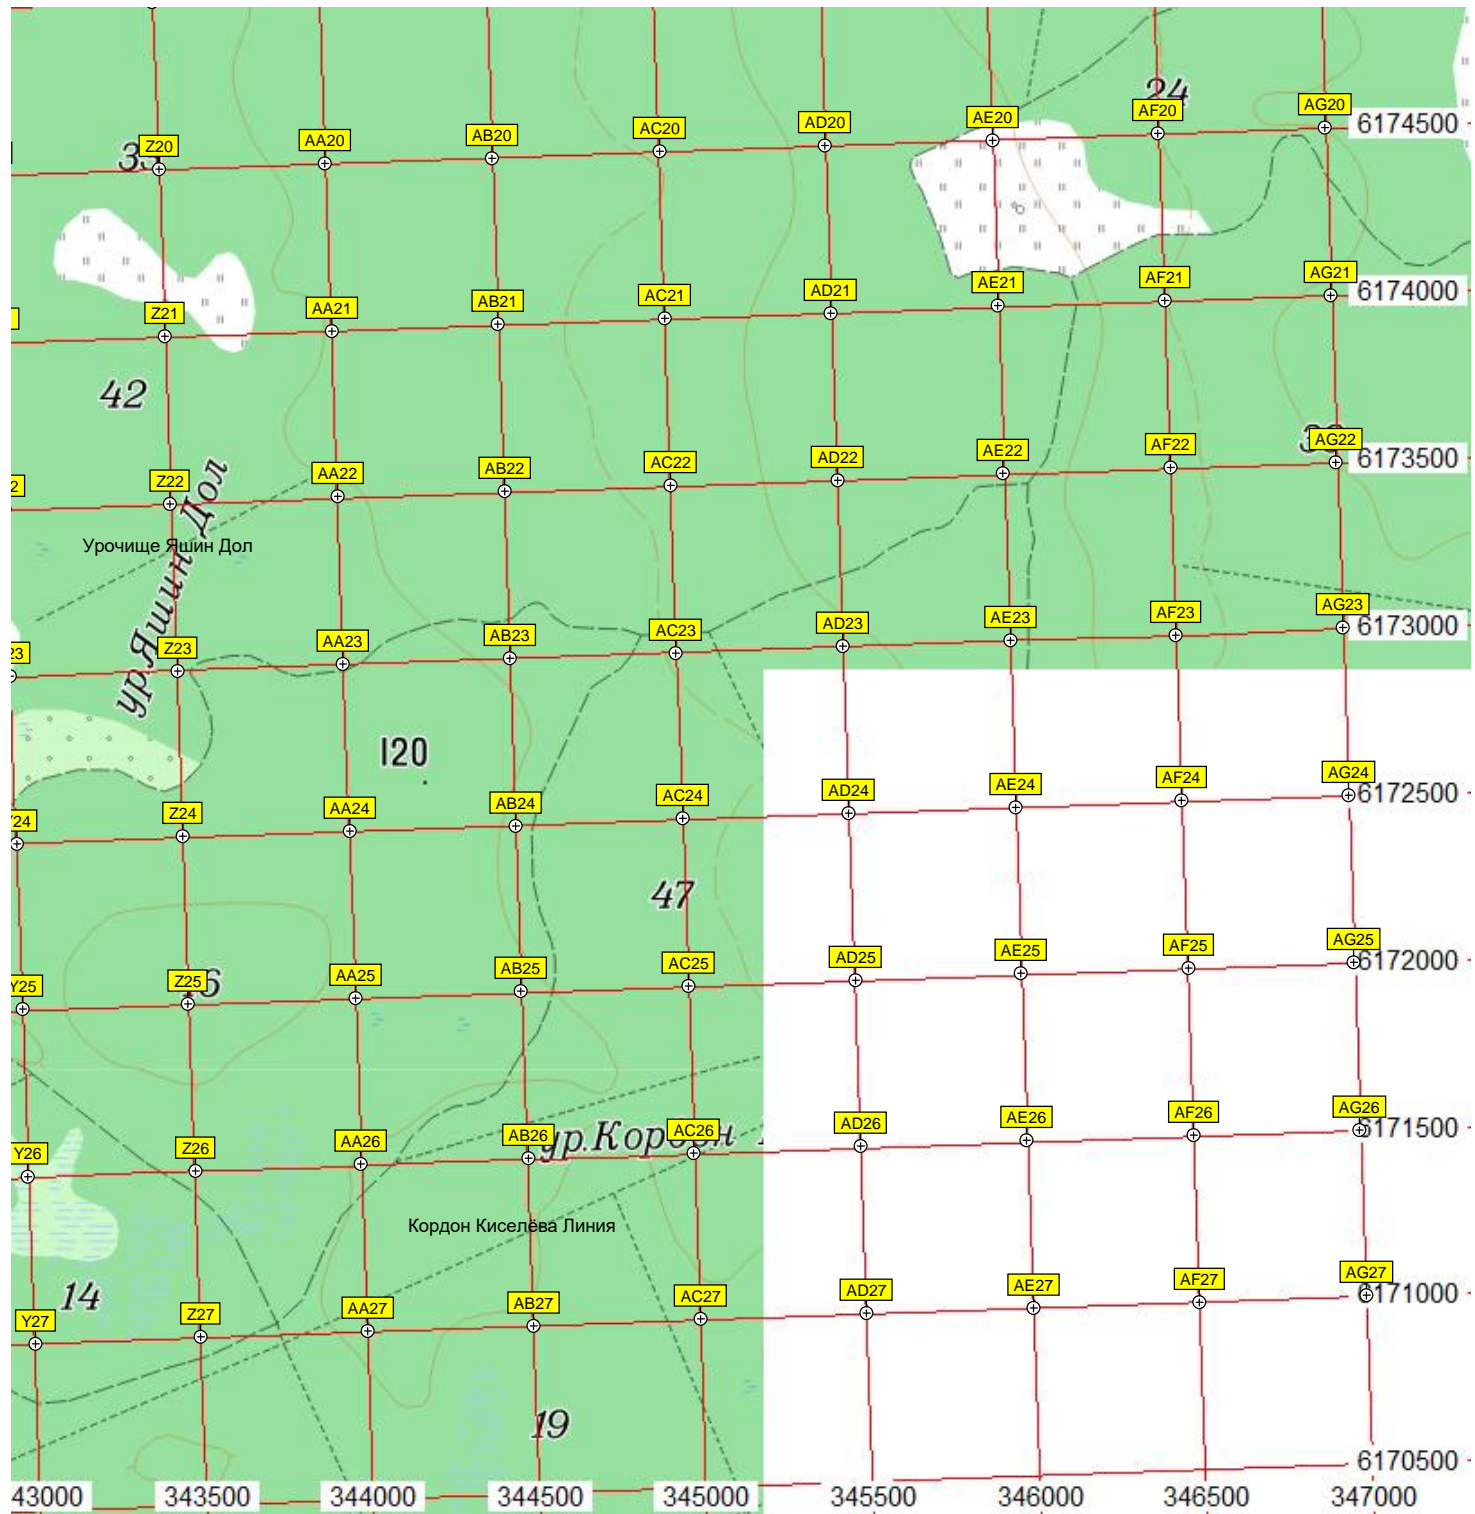 24
Z20 AA20 AB20 AC20 AD20 AE20 AF20 AG20 6174500
Z21 AA21 AB21 AC21 AD21 AE21 AF21 AG21 6174000
42
Z22 AA22 AB22 AC22 AD22 AE22 AF22 AG22 6173500
Урочище Яшин Дол
ур.Яшин Дол
Z23 AA23 AB23 AC23 AD23 AE23 AF23 AG23 6173000
120
Z24 AA24 AB24 AC24 AD24 AE24 AF24 AG24 6172500
47
Y25 Z25 AA25 AB25 AC25 AD25 AE25 AF25 AG25 6172000
Y26 Z26 AA26 AB26 AC26 AD26 AE26 AF26 AG26 6171500
ур.Кордон
Кордон Киселёва Линия
14
Y27 Z27 AA27 AB27 AC27 AD27 AE27 AF27 AG27 6171000
19
6170500
43000 343500 344000 344500 345000 345500 346000 346500 347000